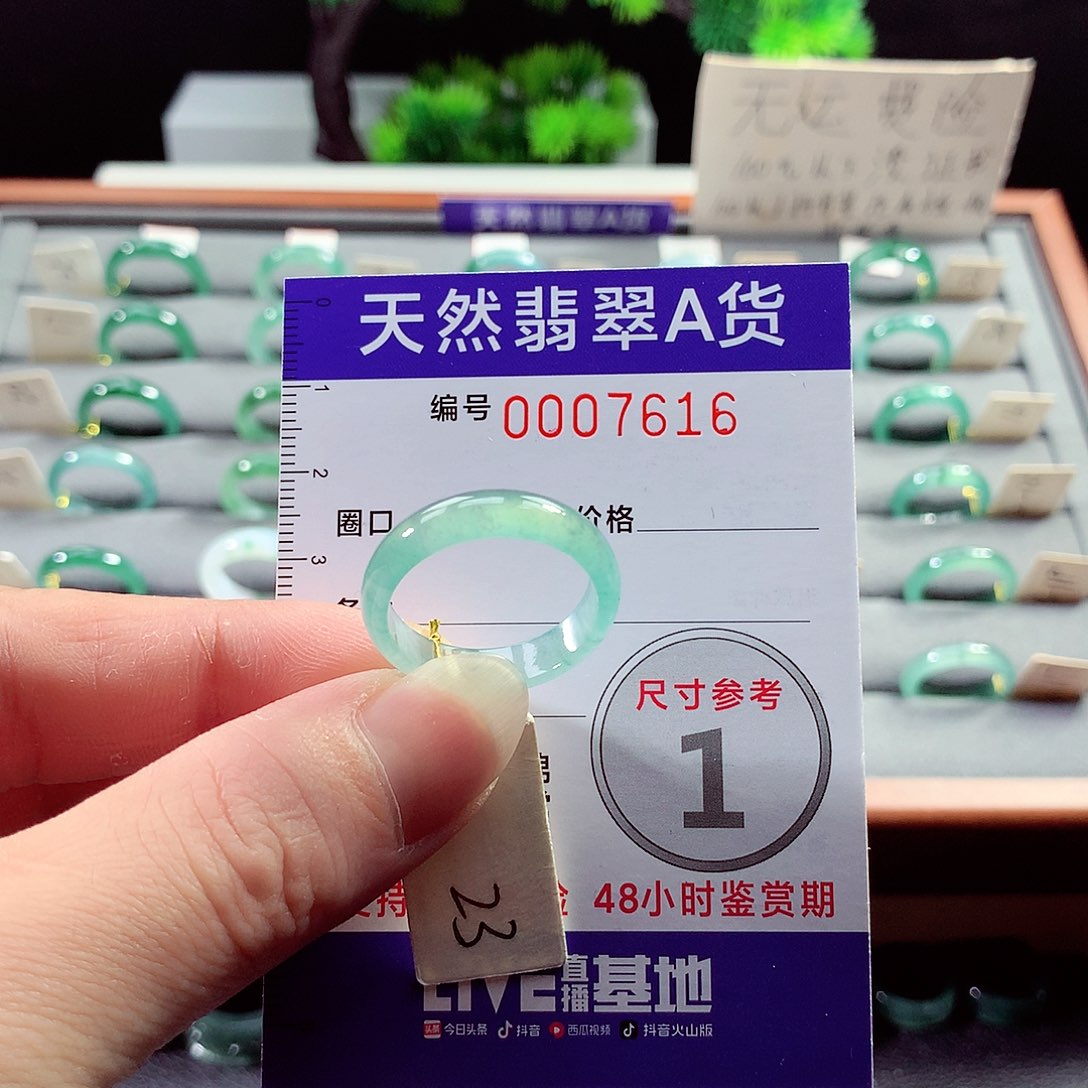 天然翡翠A货
天然翡翠A货
编号 0007616
0
1
2
3
圈口 价格
尺寸参考
1
48小时鉴赏期
23
LIVE直播基地
今日头条 抖音 西瓜视频 抖音火山版